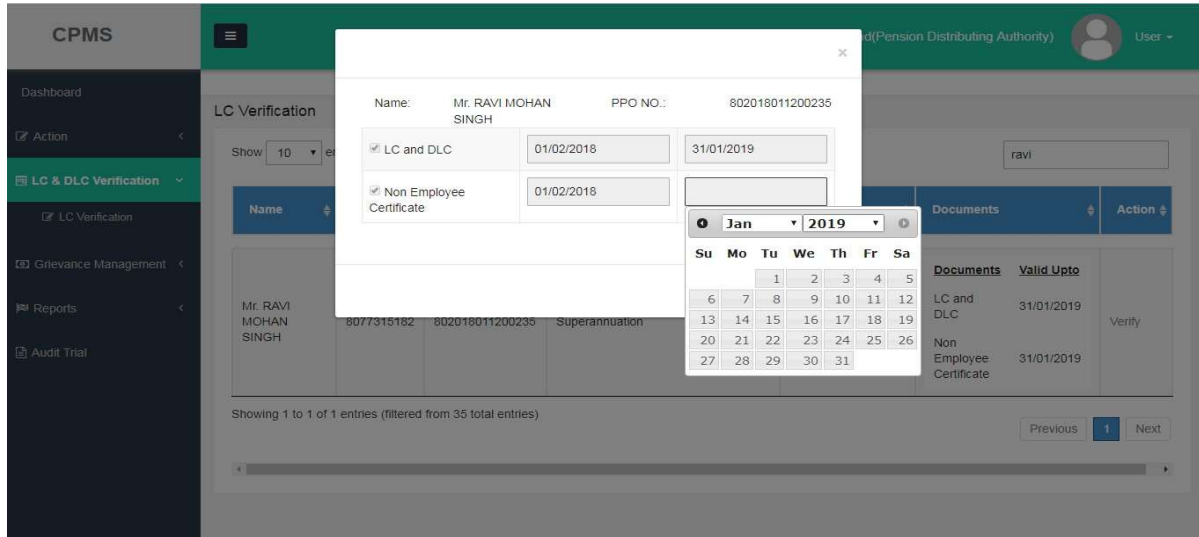 CPMS
d(Pension Distributing Authority)
User
×
Dashboard
Action
LC & DLC Verification
LC Verification
Grievance Management
Reports
Audit Trial
LC Verification
Show 10 er
ravi
Name: Mr. RAVI MOHAN SINGH PPO NO.: 802018011200235
LC and DLC 01/02/2018 31/01/2019
Non Employee Certificate 01/02/2018
Jan 2019
Su Mo Tu We Th Fr Sa
1 2 3 4 5
6 7 8 9 10 11 12
13 14 15 16 17 18 19
20 21 22 23 24 25 26
27 28 29 30 31
Name Documents Action
Mr. RAVI MOHAN SINGH
8077315182 802018011200235 Superannuation
Documents Valid Upto
LC and DLC 31/01/2019
Non Employee Certificate 31/01/2019
Verify
Showing 1 to 1 of 1 entries (filtered from 35 total entries)
Previous 1 Next